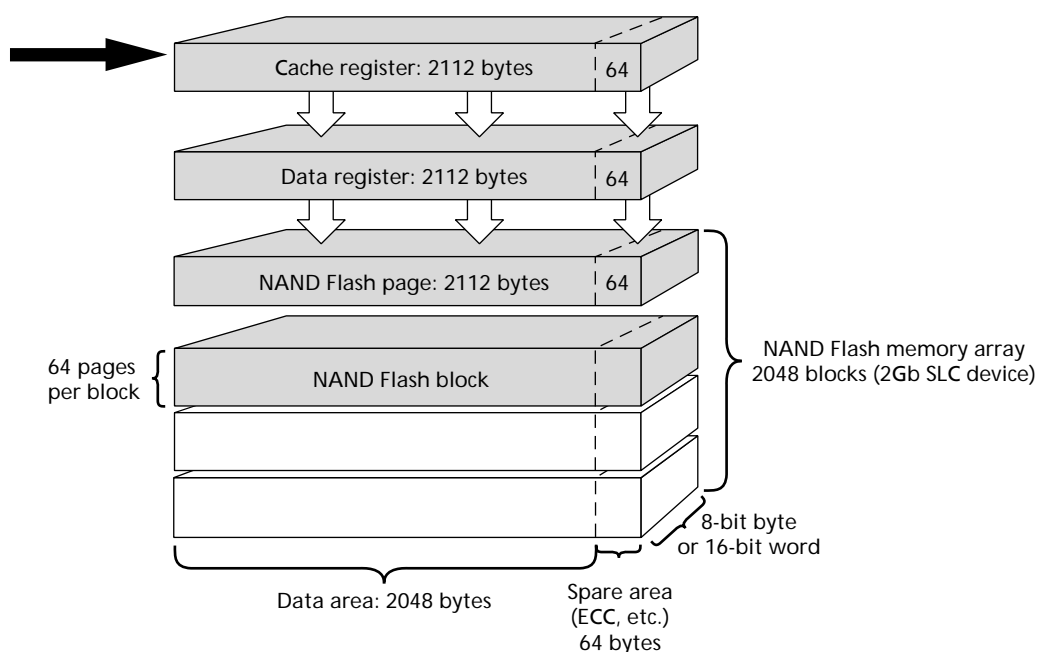 Cache register: 2112 bytes 64
Data register: 2112 bytes 64
NAND Flash page: 2112 bytes 64
64 pages
per block
NAND Flash block
NAND Flash memory array
2048 blocks (2Gb SLC device)
8-bit byte
or 16-bit word
Data area: 2048 bytes
Spare area
(ECC, etc.)
64 bytes